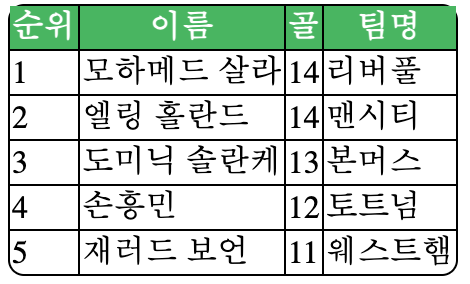 순위 이름 골 팀명
1 모하메드 살라 14 리버풀
2 엘링 홀란드 14 맨시티
3 도미닉 솔란케 13 본머스
4 손흥민 12 토트넘
5 재러드 보언 11 웨스트햄